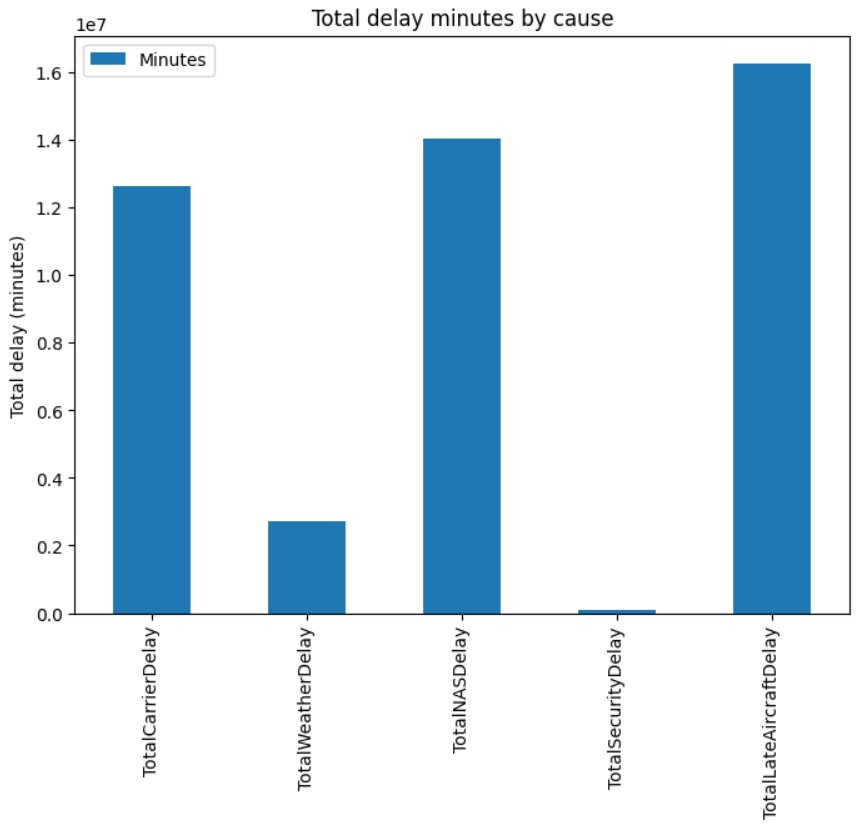 Total delay minutes by cause
1e7
Minutes
Total delay (minutes)
1.6
1.4
1.2
1.0
0.8
0.6
0.4
0.2
0.0
TotalCarrierDelay
TotalWeatherDelay
TotalNASDelay
TotalSecurityDelay
TotalLateAircraftDelay